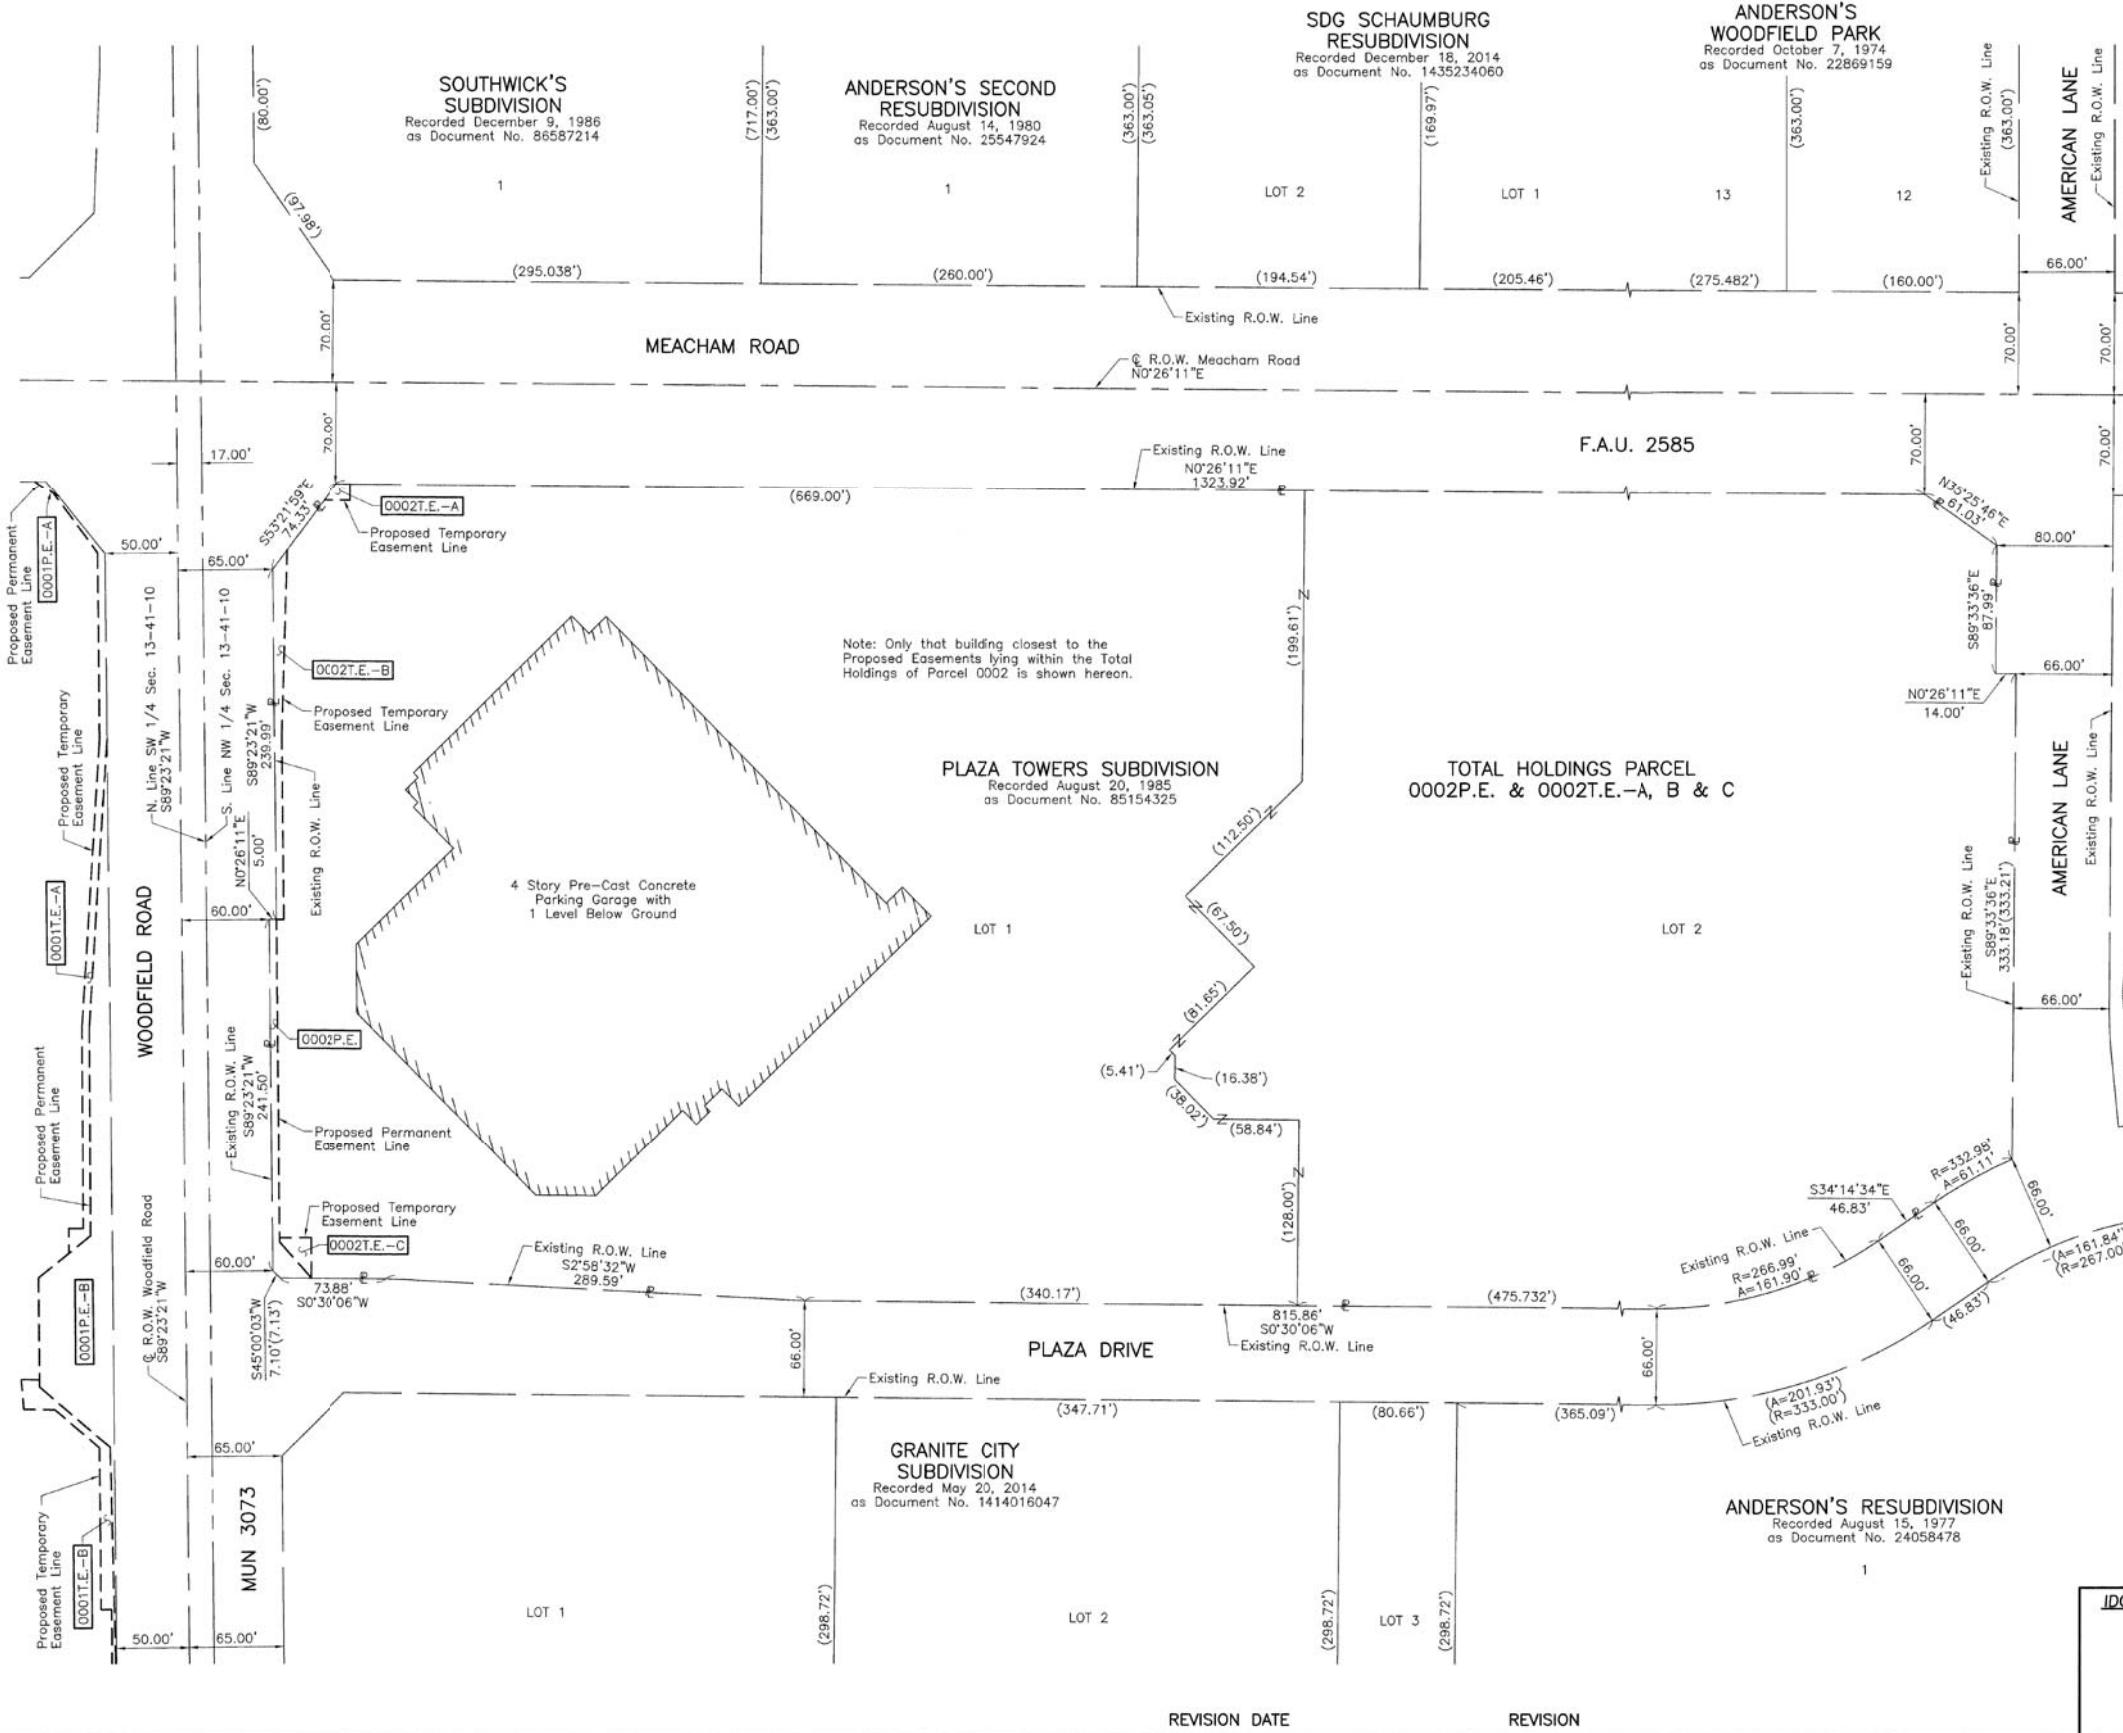 SOUTHWICK'S
SUBDIVISION
Recorded December 9, 1986
as Document No. 86587214
1
ANDERSON'S SECOND
RESUBDIVISION
Recorded August 14, 1980
as Document No. 25547924
1
SDG SCHAUMBURG
RESUBDIVISION
Recorded December 18, 2014
as Document No. 1435234060
LOT 2
LOT 1
ANDERSON'S
WOODFIELD PARK
Recorded October 7, 1974
as Document No. 22869159
13
12
(80.00')
(97.98')
(717.00')
(363.00')
(363.00')
(363.05')
(169.97')
(363.00')
Existing R.O.W. Line
(363.00')
AMERICAN LANE
Existing R.O.W. Line
(295.038')
(260.00')
(194.54')
(205.46')
(275.482')
(160.00')
66.00'
70.00'
MEACHAM ROAD
Existing R.O.W. Line
℄ R.O.W. Meacham Road
N0°26'11"E
70.00'
70.00'
70.00'
17.00'
Existing R.O.W. Line
N0°26'11"E
1323.92'
F.A.U. 2585
70.00'
70.00'
(669.00')
S53°21'59"E
74.33'
0002T.E.-A
Proposed Temporary
Easement Line
N35°25'46"E
61.03'
80.00'
Proposed Permanent
Easement Line
0001P.E.-A
50.00'
65.00'
N. Line SW 1/4 Sec. 13-41-10
S89°23'21"W
S. Line NW 1/4 Sec. 13-41-10
S89°23'21"W
239.99'
0002T.E.-B
Proposed Temporary
Easement Line
Existing R.O.W. Line
Note: Only that building closest to the
Proposed Easements lying within the Total
Holdings of Parcel 0002 is shown hereon.
(199.61')
S89°33'36"E
87.99'
66.00'
N0°26'11"E
14.00'
Proposed Temporary
Easement Line
N0°26'11"E
5.00'
PLAZA TOWERS SUBDIVISION
Recorded August 20, 1985
as Document No. 85154325
TOTAL HOLDINGS PARCEL
0002P.E. & 0002T.E.-A, B & C
AMERICAN LANE
Existing R.O.W. Line
(112.50')
4 Story Pre-Cast Concrete
Parking Garage with
1 Level Below Ground
LOT 1
(67.50')
LOT 2
Existing R.O.W. Line
S89°33'36"E
333.18'(333.21')
0001T.E.-A
WOODFIELD ROAD
60.00'
(81.65')
66.00'
0002P.E.
Existing R.O.W. Line
S89°23'21"W
241.50'
(5.41')
(16.38')
(38.02')
(58.84')
Proposed Permanent
Easement Line
Proposed Permanent
Easement Line
(128.00')
R=332.98'
A=61.11'
S34°14'34"E
46.83'
66.00'
66.00'
66.00'
Proposed Temporary
Easement Line
0002T.E.-C
Existing R.O.W. Line
S2°58'32"W
289.59'
Existing R.O.W. Line
R=266.99'
A=161.90'
(A=161.84')
(R=267.00'
60.00'
73.88'
S0°30'06"W
(340.17')
815.86'
S0°30'06"W
Existing R.O.W. Line
(475.732')
(46.83')
℄ R.O.W. Woodfield Road
S89°23'21"W
0001P.E.-B
S45°00'03"W
7.10'(7.13')
66.00'
PLAZA DRIVE
66.00'
Existing R.O.W. Line
(347.71')
(80.66')
(365.09')
(A=201.93')
(R=333.00')
Existing R.O.W. Line
65.00'
GRANITE CITY
SUBDIVISION
Recorded May 20, 2014
as Document No. 1414016047
ANDERSON'S RESUBDIVISION
Recorded August 15, 1977
as Document No. 24058478
1
Proposed Temporary
Easement Line
0001T.E.-B
MUN 3073
LOT 1
(298.72')
LOT 2
(298.72')
LOT 3
(298.72')
50.00'
65.00'
REVISION DATE
REVISION